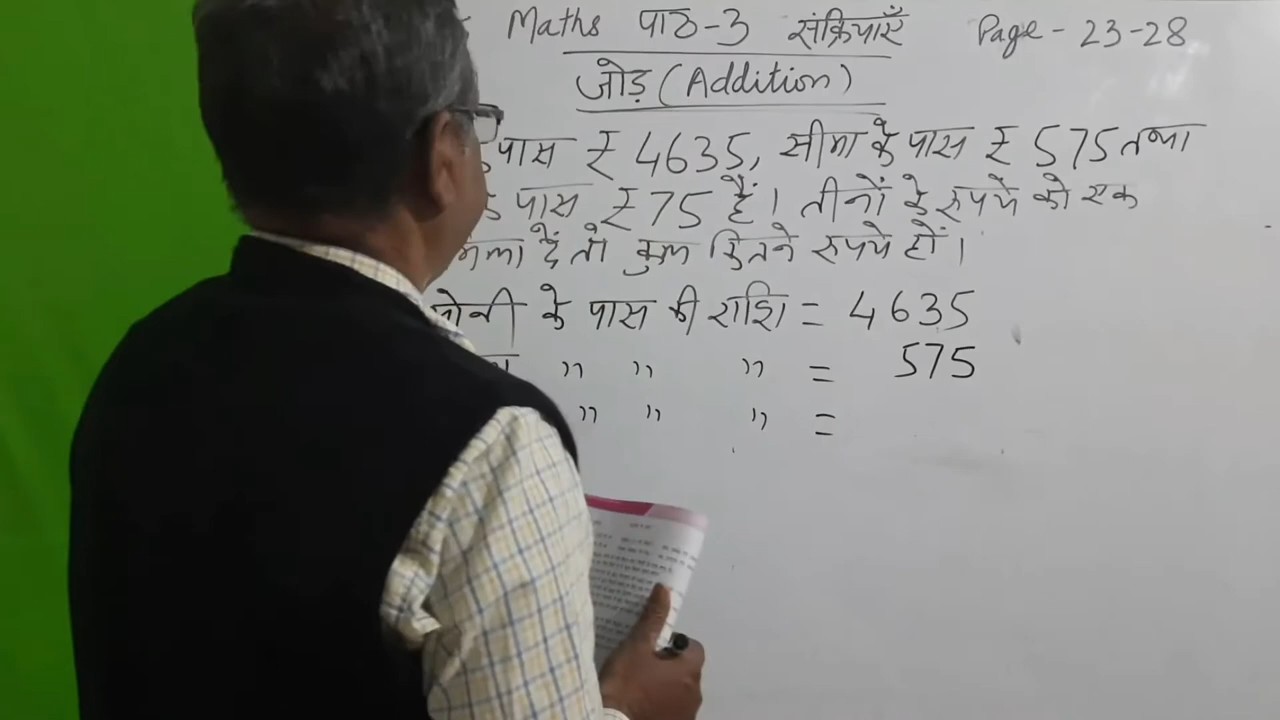 Maths पाठ-3 संक्रियाएँ Page - 23-28
जोड़ (Addition)
पास ₹ 4635, सीमा के पास ₹ 575 तथा
पास ₹ 75 हैं। तीनों के रुपये को एक
दें तो कुल कितने रुपये हों।
के पास की राशि = 4635
" " " = 575
" " " =